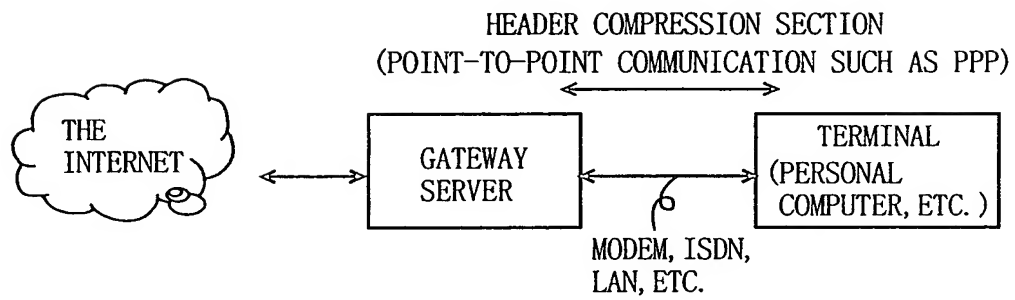 HEADER COMPRESSION SECTION
(POINT-TO-POINT COMMUNICATION SUCH AS PPP)
THE
INTERNET
GATEWAY
SERVER
TERMINAL
(PERSONAL
COMPUTER, ETC.)
MODEM, ISDN,
LAN, ETC.